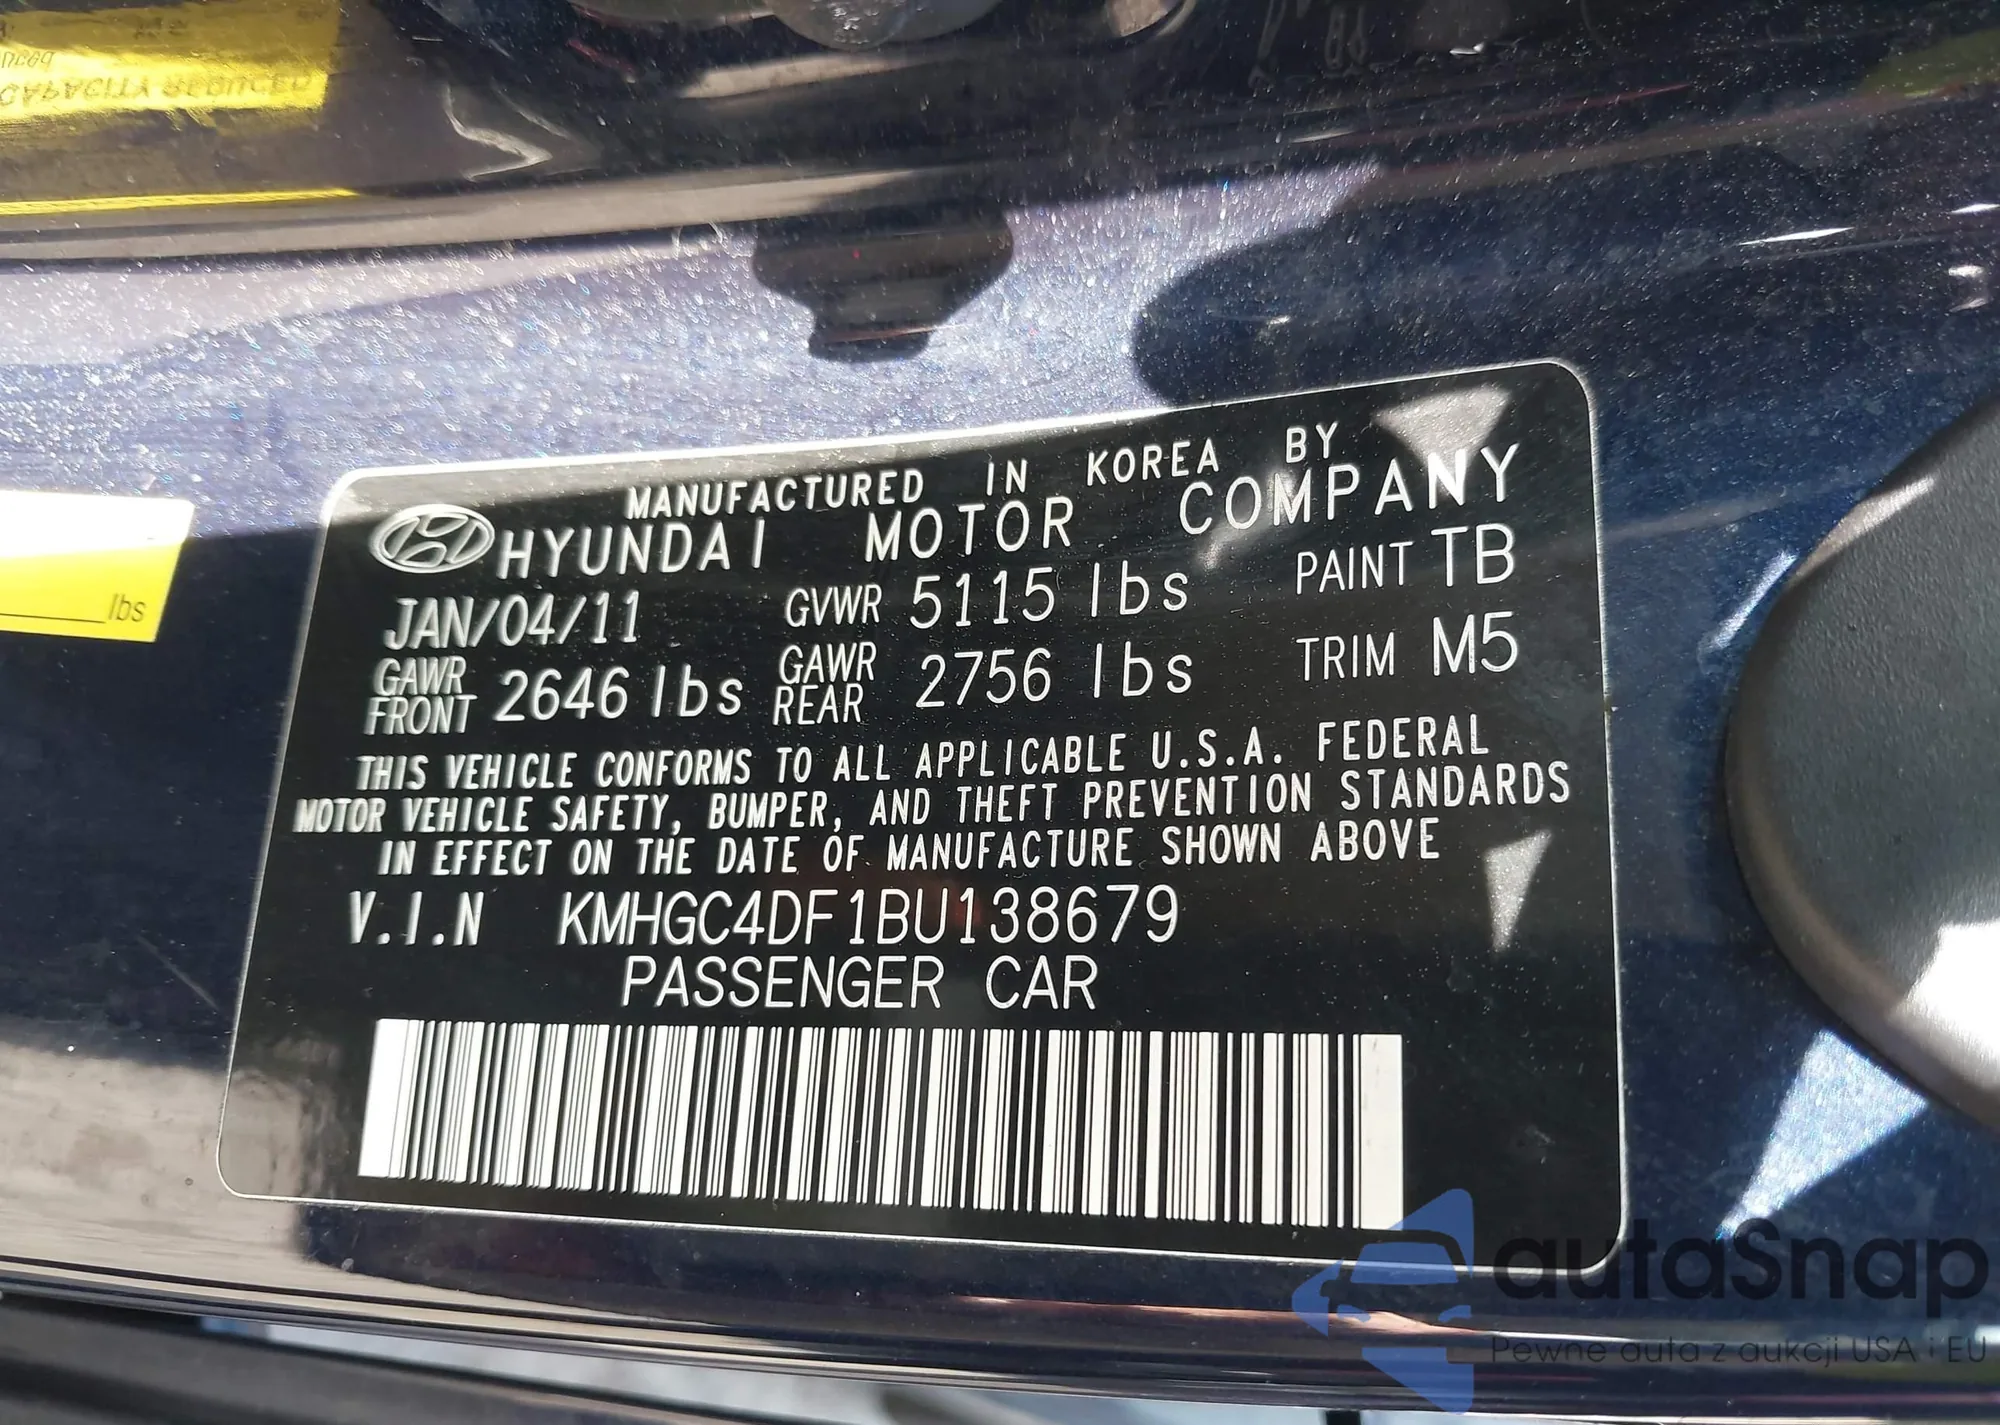 CAPACITY REDUCED
lbs
MANUFACTURED IN KOREA BY
HYUNDAI MOTOR COMPANY
JAN/04/11 GVWR 5115 lbs PAINT TB
GAWR FRONT 2646 lbs GAWR REAR 2756 lbs TRIM M5
THIS VEHICLE CONFORMS TO ALL APPLICABLE U.S.A. FEDERAL
MOTOR VEHICLE SAFETY, BUMPER, AND THEFT PREVENTION STANDARDS
IN EFFECT ON THE DATE OF MANUFACTURE SHOWN ABOVE
V.I.N KMHGC4DF1BU138679
PASSENGER CAR
autaSnap
Pewne auta z aukcji USA i EU